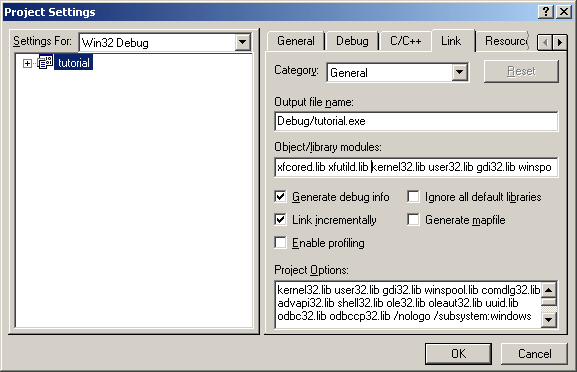 Project Settings
Settings For: Win32 Debug
tutorial
General Debug C/C++ Link Resourc
Category: General Reset
Output file name:
Debug/tutorial.exe
Object/library modules:
xfcored.lib xfutild.lib kernel32.lib user32.lib gdi32.lib winspo
Generate debug info Ignore all default libraries
Link incrementally Generate mapfile
Enable profiling
Project Options:
kernel32.lib user32.lib gdi32.lib winspool.lib comdlg32.lib
advapi32.lib shell32.lib ole32.lib oleaut32.lib uuid.lib
odbc32.lib odbccp32.lib /nologo /subsystem:windows
OK Cancel